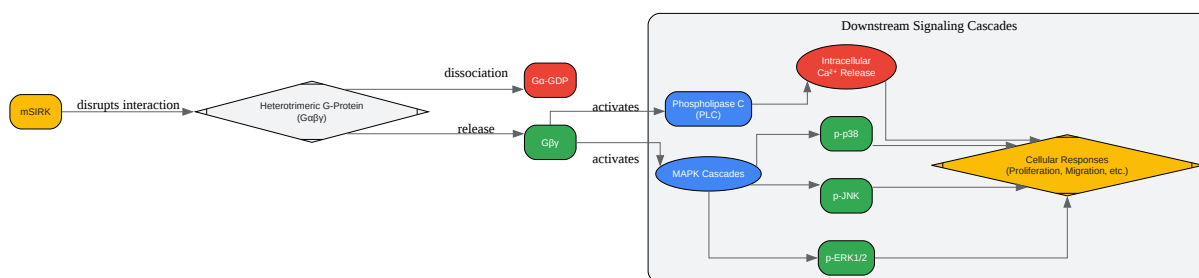 Downstream Signaling Cascades
mSIRK
disrupts interaction
Heterotrimeric G-Protein
(Gαβγ)
dissociation
Gα-GDP
release
Gβγ
activates
activates
Phospholipase C
(PLC)
MAPK Cascades
Intracellular
Ca²⁺ Release
p-p38
p-JNK
p-ERK1/2
Cellular Responses
(Proliferation, Migration, etc.)